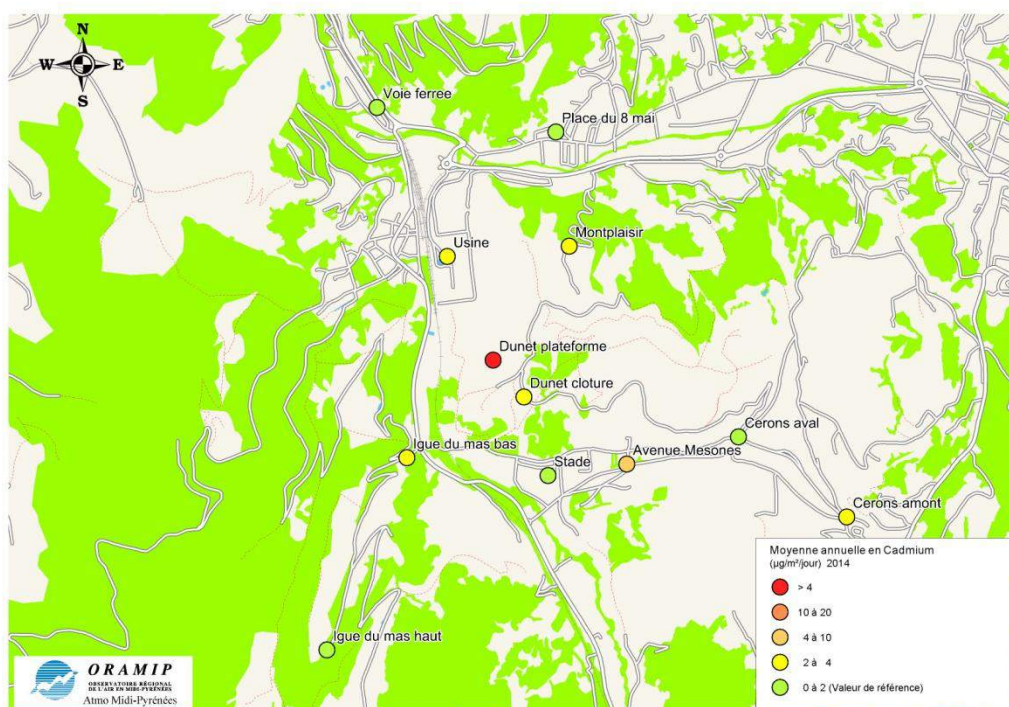 N
W E
S
Voie ferree
Place du 8 mai
Usine
Montplaisir
Dunet plateforme
Dunet cloture
Cerons aval
Igue du mas bas
Avenue Mesones
Stade
Cerons amont
Igue du mas haut
Moyenne annuelle en Cadmium
(µg/m²/jour) 2014
> 4
10 à 20
4 à 10
2 à 4
0 à 2 (Valeur de référence)
ORAMIP
OBSERVATOIRE RÉGIONAL
DE L'AIR EN MIDI-PYRÉNÉES
Atmo Midi-Pyrénées